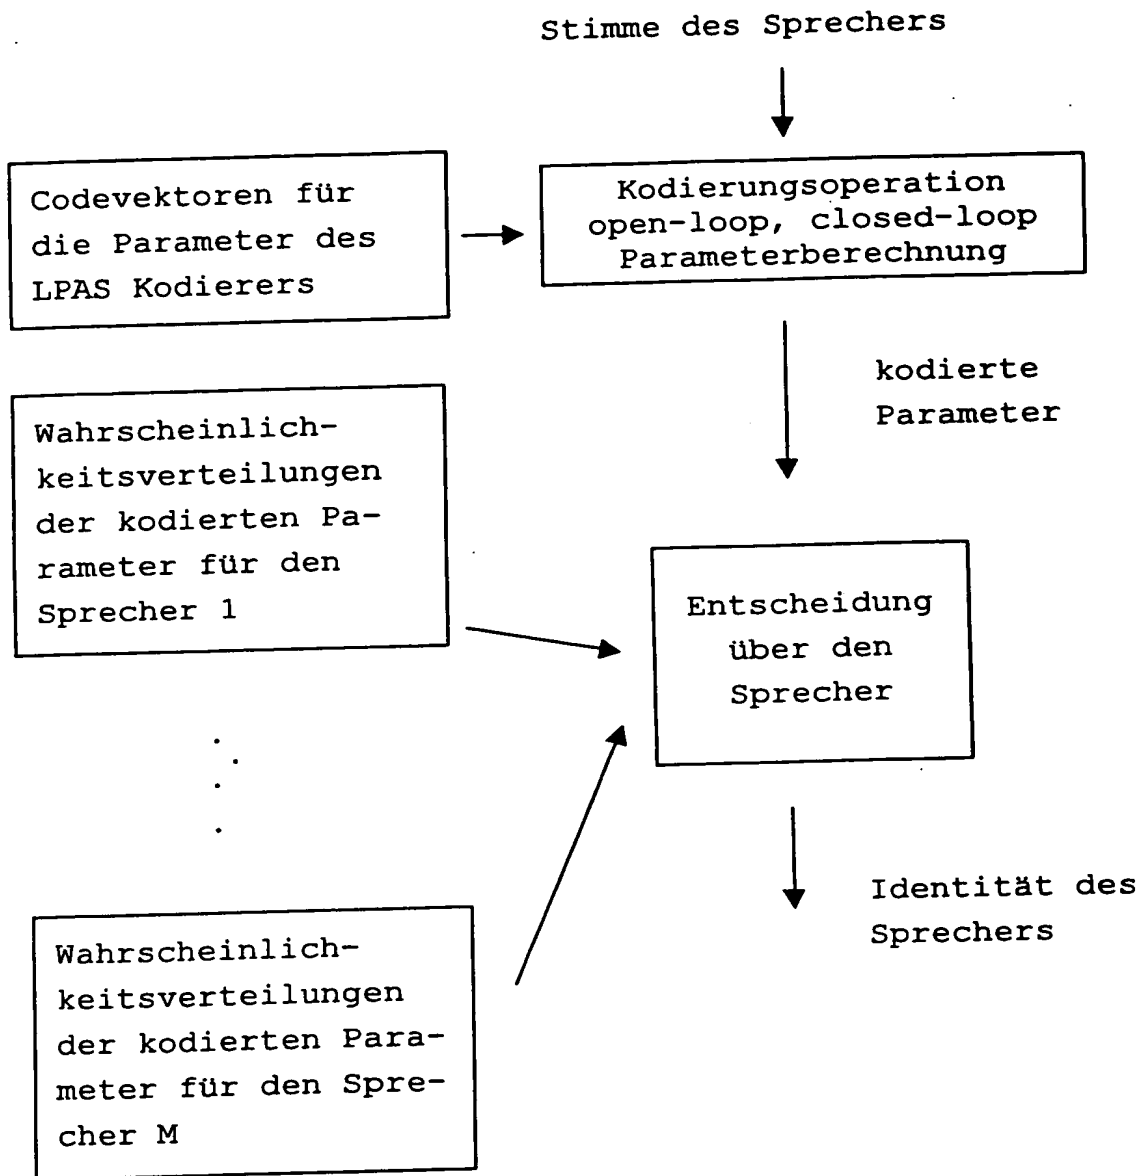 Stimme des Sprechers
Codevektoren für
die Parameter des
LPAS Kodierers
Kodierungsoperation
open-loop, closed-loop
Parameterberechnung
kodierte
Parameter
Wahrscheinlich-
keitsverteilungen
der kodierten Pa-
rameter für den
Sprecher 1
Entscheidung
über den
Sprecher
Identität des
Sprechers
Wahrscheinlich-
keitsverteilungen
der kodierten Para-
meter für den Spre-
cher M